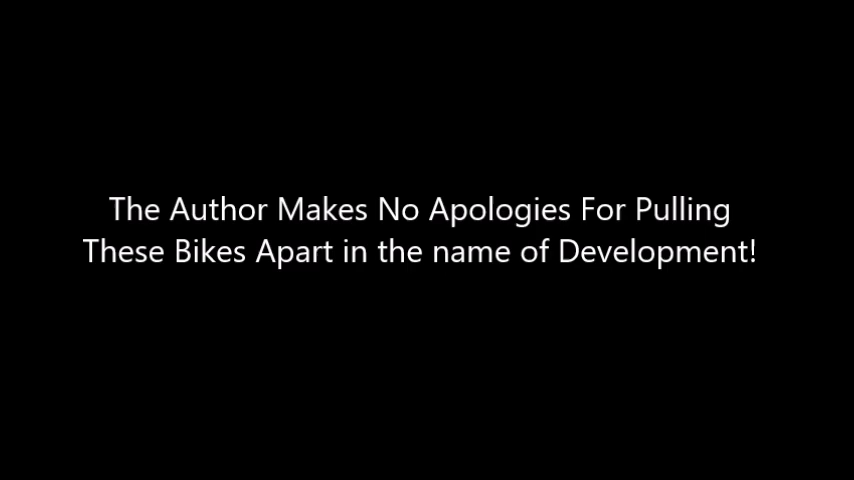 The Author Makes No Apologies For Pulling
These Bikes Apart in the name of Development!